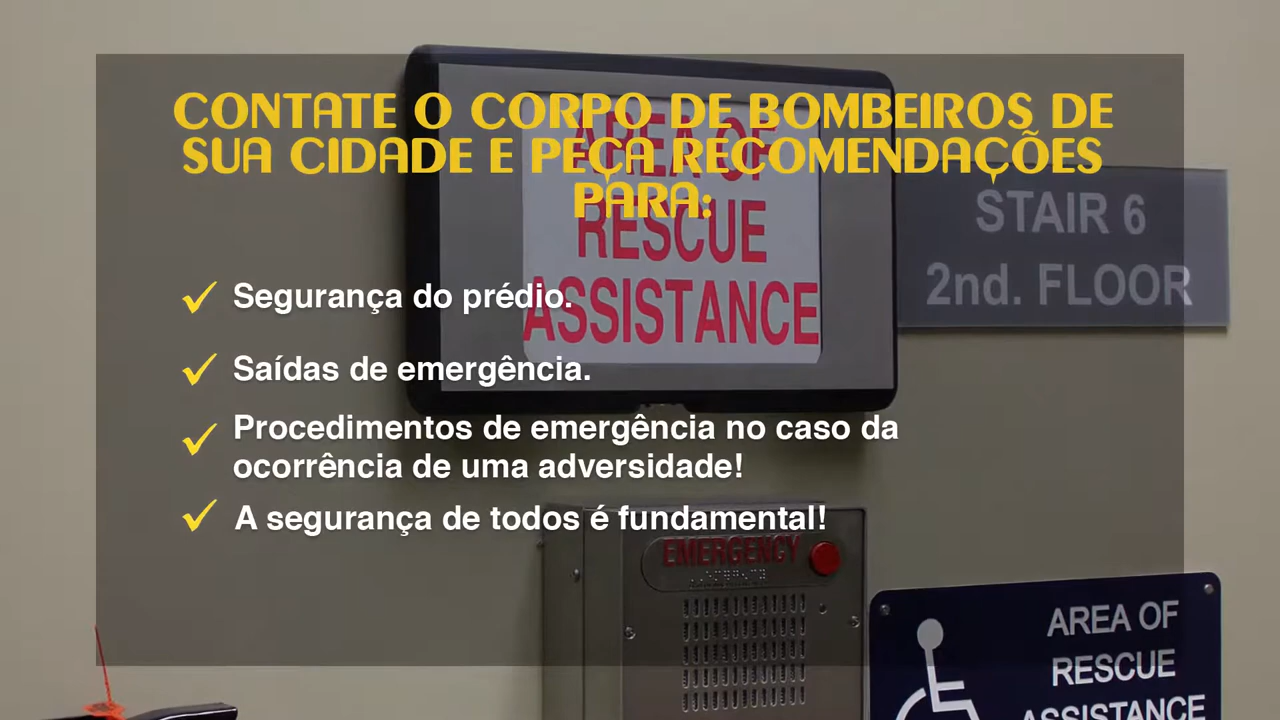 CONTATE O CORPO DE BOMBEIROS DE
SUA CIDADE E PEÇA RECOMENDAÇÕES
PARA:
Segurança do prédio.
Saídas de emergência.
Procedimentos de emergência no caso da
ocorrência de uma adversidade!
A segurança de todos é fundamental!
AREA OF
RESCUE
ASSISTANCE
STAIR 6
2nd. FLOOR
EMERGENCY
AREA OF
RESCUE
ASSISTANCE